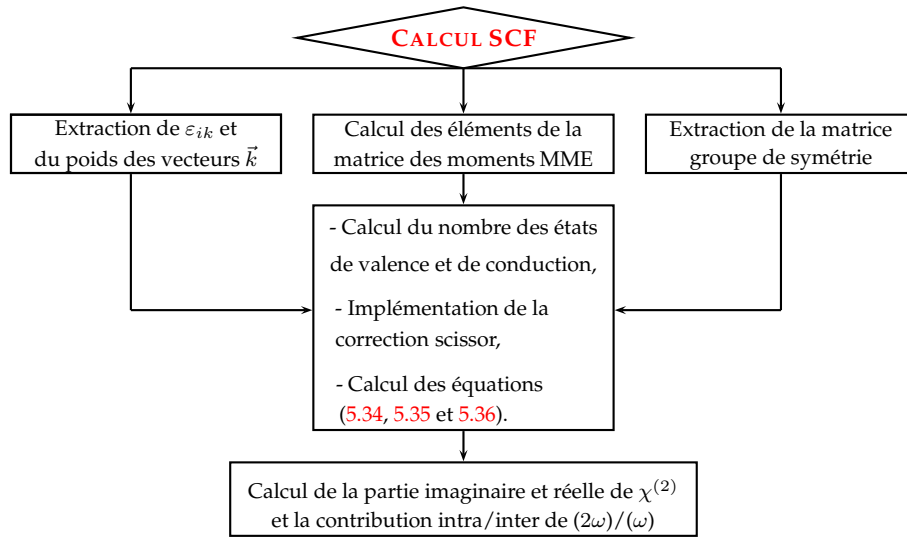 CALCUL SCF
Extraction de ε_{ik} et
du poids des vecteurs \vec{k}
Calcul des éléments de la
matrice des moments MME
Extraction de la matrice
groupe de symétrie
- Calcul du nombre des états
de valence et de conduction,
- Implémentation de la
correction scissor,
- Calcul des équations
(5.34, 5.35 et 5.36).
Calcul de la partie imaginaire et réelle de χ^{(2)}
et la contribution intra/inter de (2ω)/(ω)